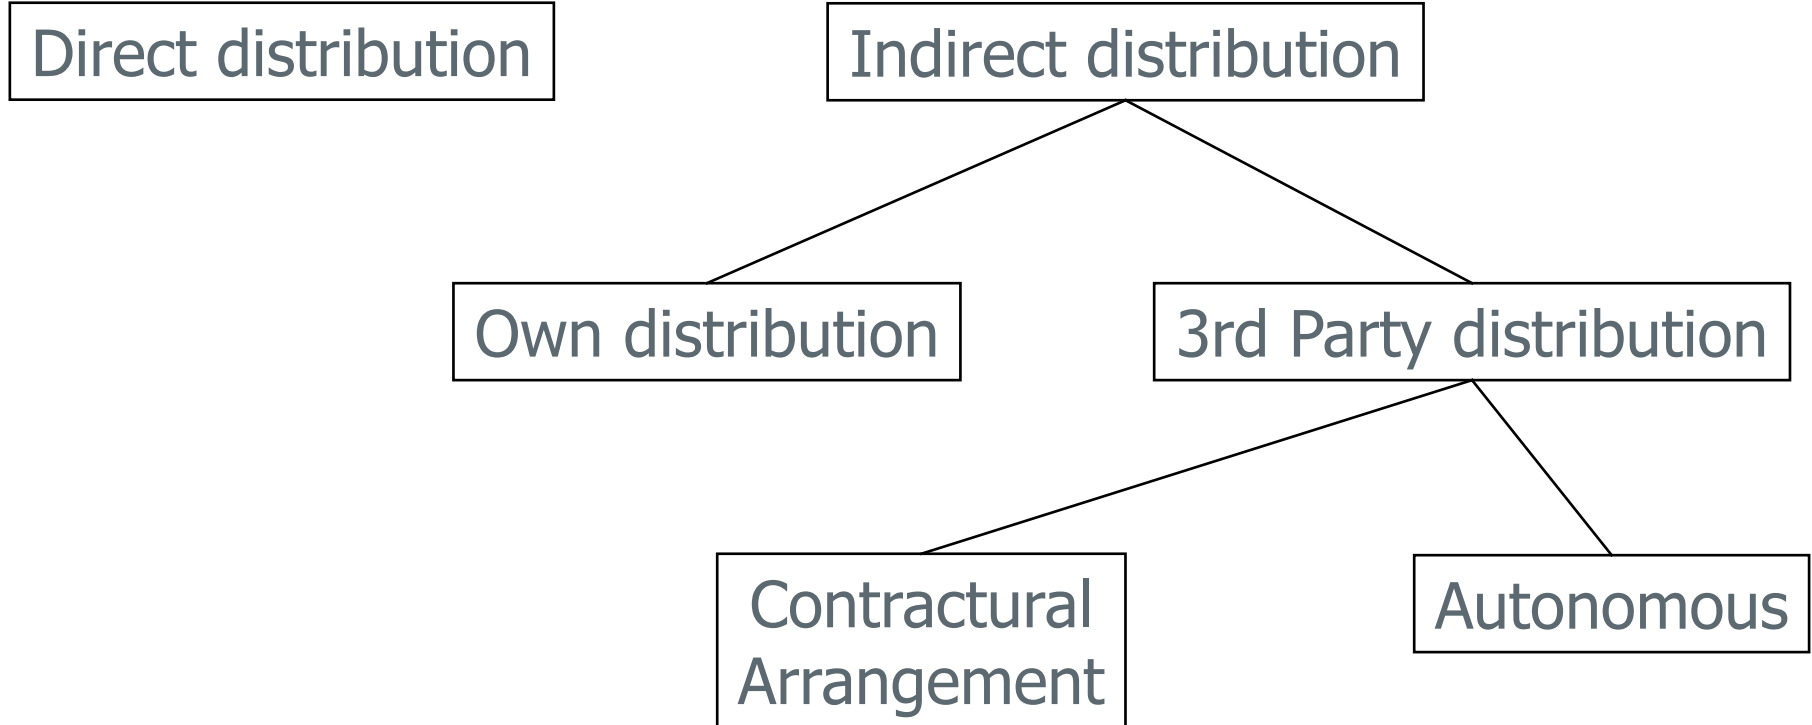 Direct distribution
Indirect distribution
Own distribution
3rd Party distribution
Contractural
Arrangement
Autonomous